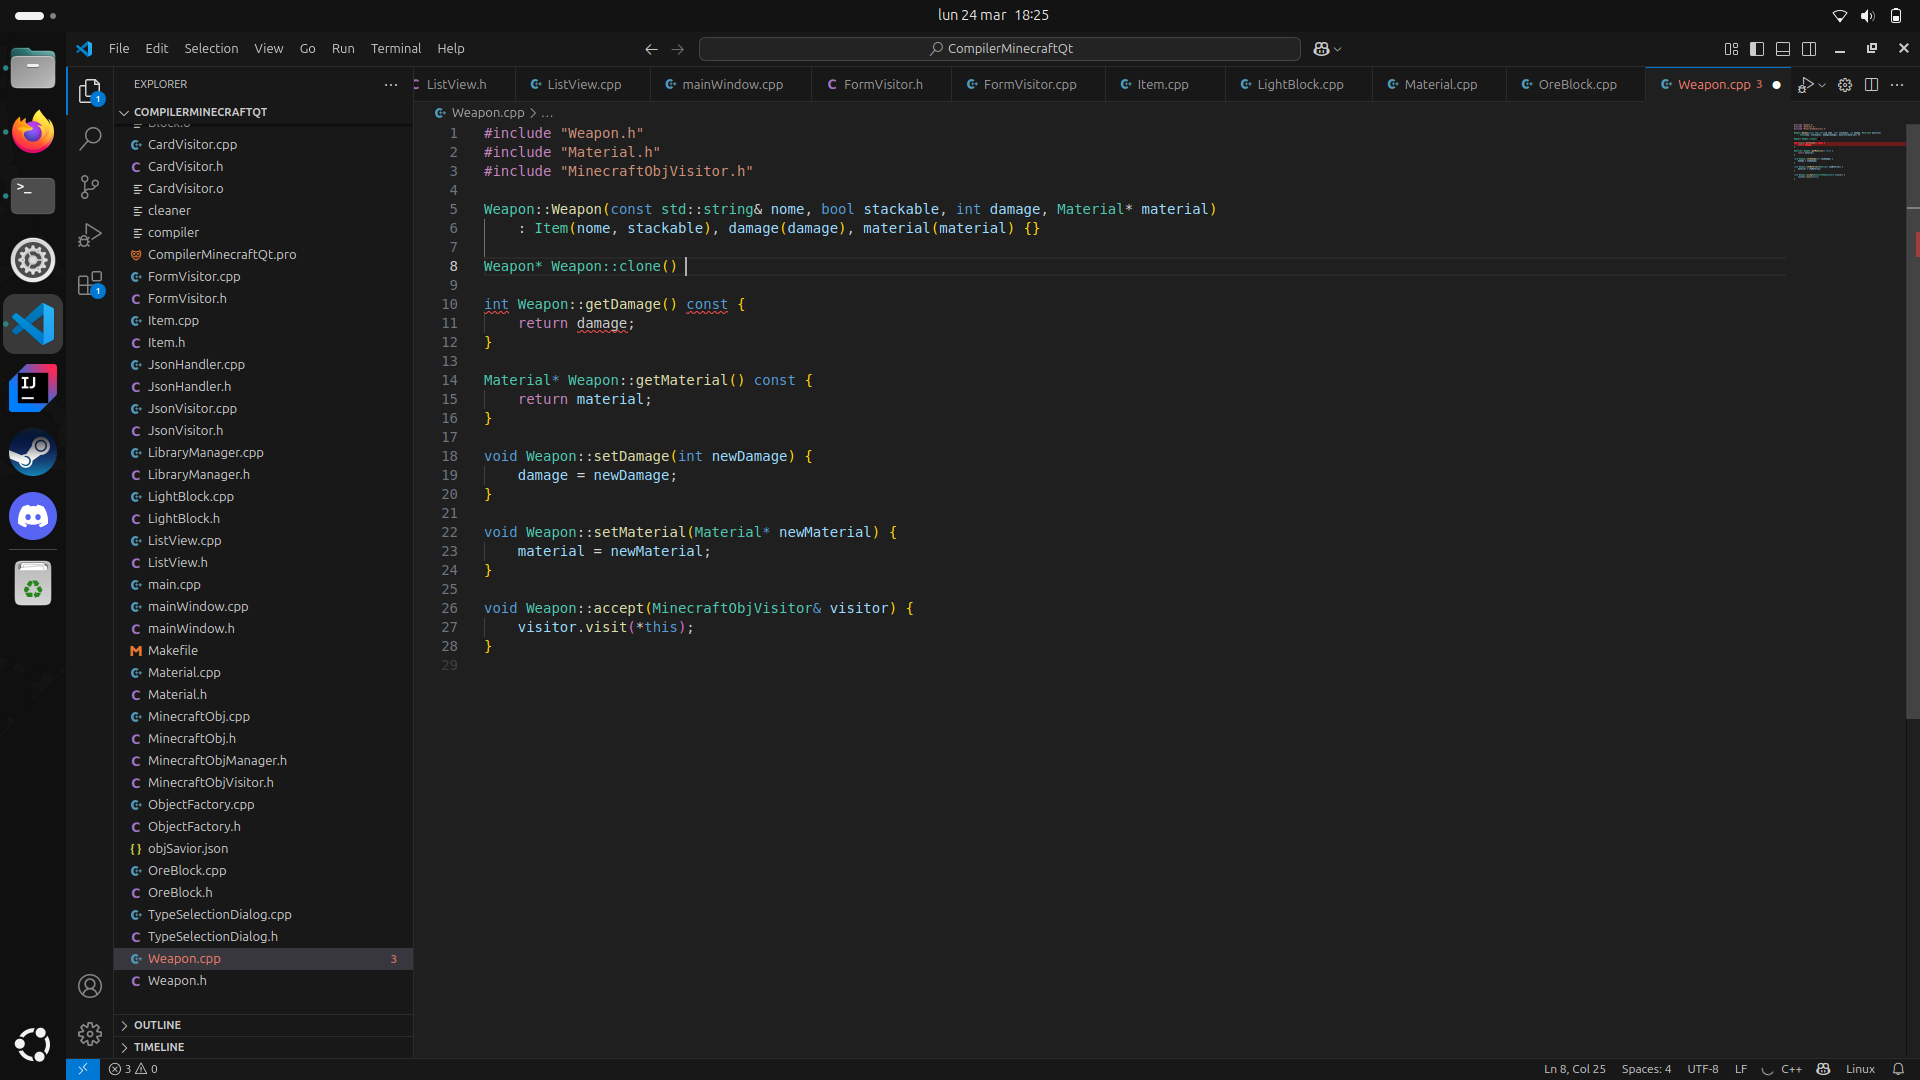 lun 24 mar 18:25
File Edit Selection View Go Run Terminal Help
CompilerMinecraftQt
EXPLORER
ListView.h ListView.cpp mainWindow.cpp FormVisitor.h FormVisitor.cpp Item.cpp LightBlock.cpp Material.cpp OreBlock.cpp Weapon.cpp 3
COMPILERMINECRAFTQT
Block.o
CardVisitor.cpp
CardVisitor.h
CardVisitor.o
cleaner
compiler
CompilerMinecraftQt.pro
FormVisitor.cpp
FormVisitor.h
Item.cpp
Item.h
JsonHandler.cpp
JsonHandler.h
JsonVisitor.cpp
JsonVisitor.h
LibraryManager.cpp
LibraryManager.h
LightBlock.cpp
LightBlock.h
ListView.cpp
ListView.h
main.cpp
mainWindow.cpp
mainWindow.h
Makefile
Material.cpp
Material.h
MinecraftObj.cpp
MinecraftObj.h
MinecraftObjManager.h
MinecraftObjVisitor.h
ObjectFactory.cpp
ObjectFactory.h
objSavior.json
OreBlock.cpp
OreBlock.h
TypeSelectionDialog.cpp
TypeSelectionDialog.h
Weapon.cpp 3
Weapon.h
OUTLINE
TIMELINE
Weapon.cpp > ...
1 #include "Weapon.h"
2 #include "Material.h"
3 #include "MinecraftObjVisitor.h"
4
5 Weapon::Weapon(const std::string& nome, bool stackable, int damage, Material* material)
6     : Item(nome, stackable), damage(damage), material(material) {}
7
8 Weapon* Weapon::clone()
9
10 int Weapon::getDamage() const {
11     return damage;
12 }
13
14 Material* Weapon::getMaterial() const {
15     return material;
16 }
17
18 void Weapon::setDamage(int newDamage) {
19     damage = newDamage;
20 }
21
22 void Weapon::setMaterial(Material* newMaterial) {
23     material = newMaterial;
24 }
25
26 void Weapon::accept(MinecraftObjVisitor& visitor) {
27     visitor.visit(*this);
28 }
29
3 0
Ln 8, Col 25 Spaces: 4 UTF-8 LF C++ Linux